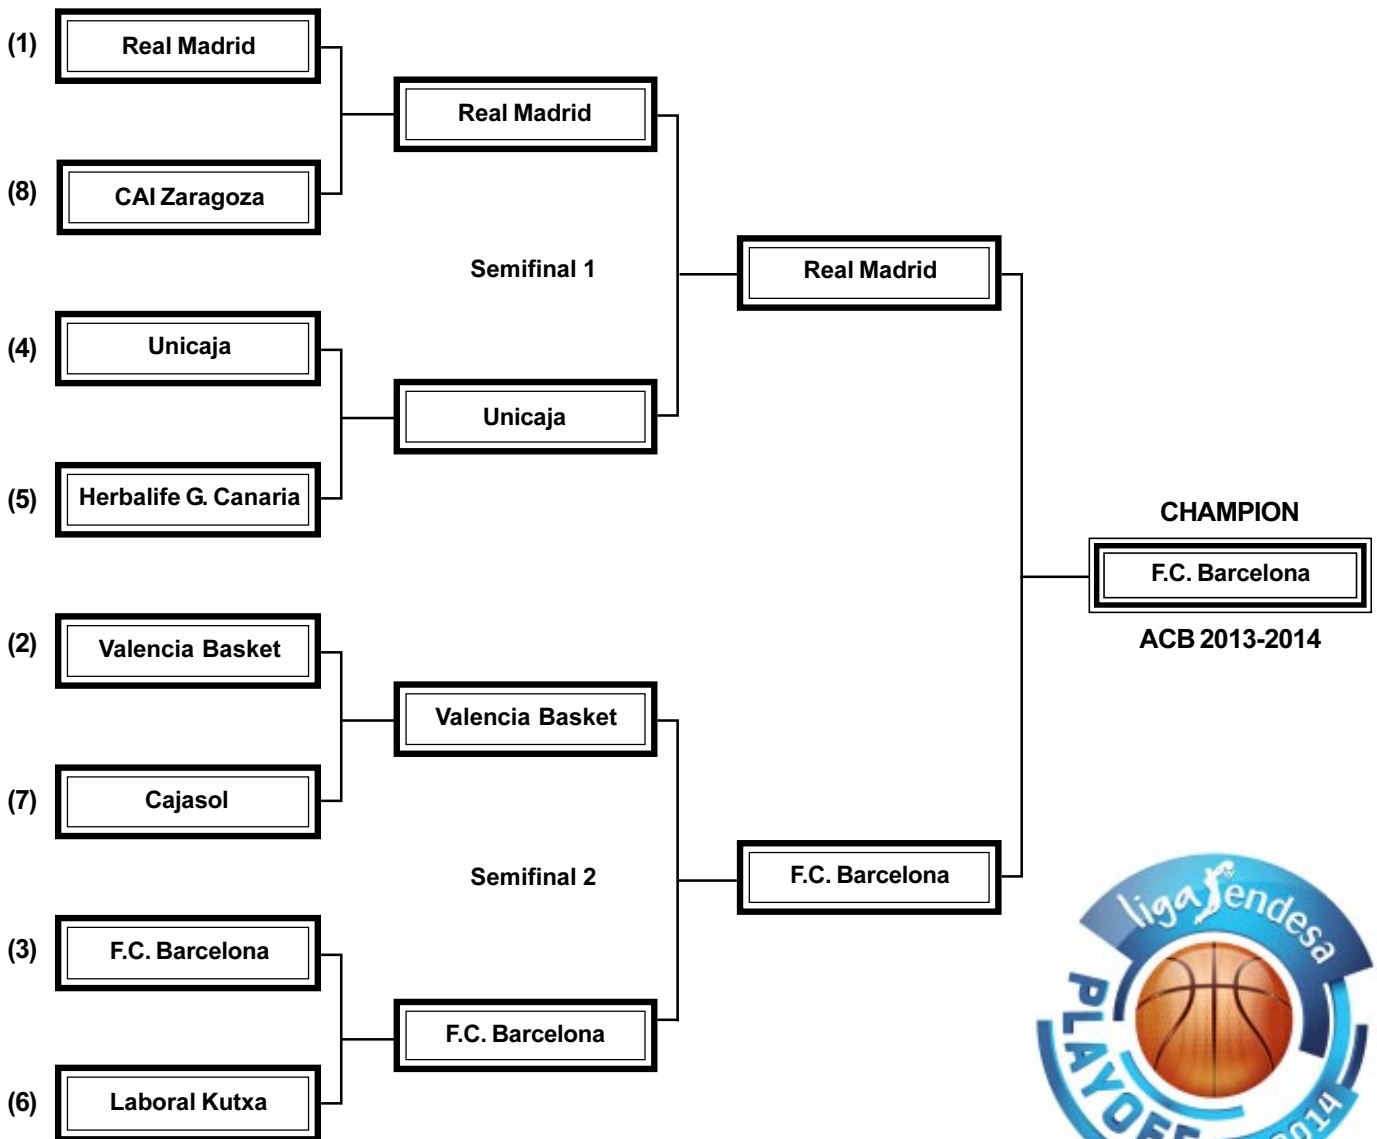 (1) Real Madrid
Real Madrid
(8) CAI Zaragoza
Semifinal 1
Real Madrid
(4) Unicaja
Unicaja
(5) Herbalife G. Canaria
CHAMPION
F.C. Barcelona
ACB 2013-2014
(2) Valencia Basket
Valencia Basket
(7) Cajasol
Semifinal 2
F.C. Barcelona
(3) F.C. Barcelona
F.C. Barcelona
(6) Laboral Kutxa
liga endesa
PLAYOFF
2014